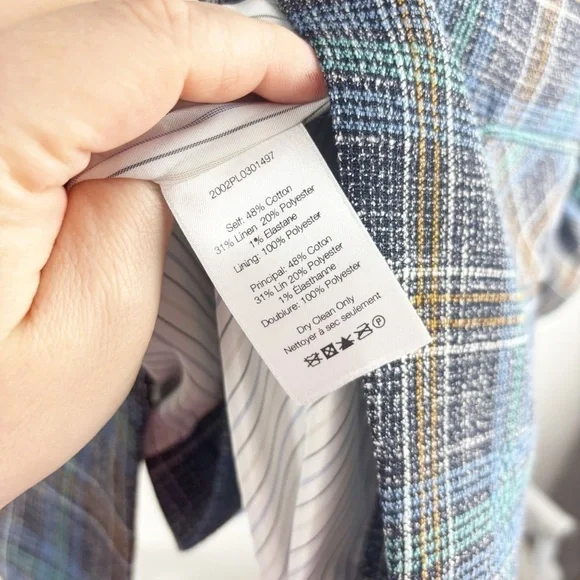 2002PL0301497
Self: 48% Cotton
31% Linen 20% Polyester
1% Elastane
Lining: 100% Polyester
Principal: 48% Coton
31% Lin 20% Polyester
1% Élasthanne
Doublure: 100% Polyester
Dry Clean Only
Nettoyer à sec seulement
P